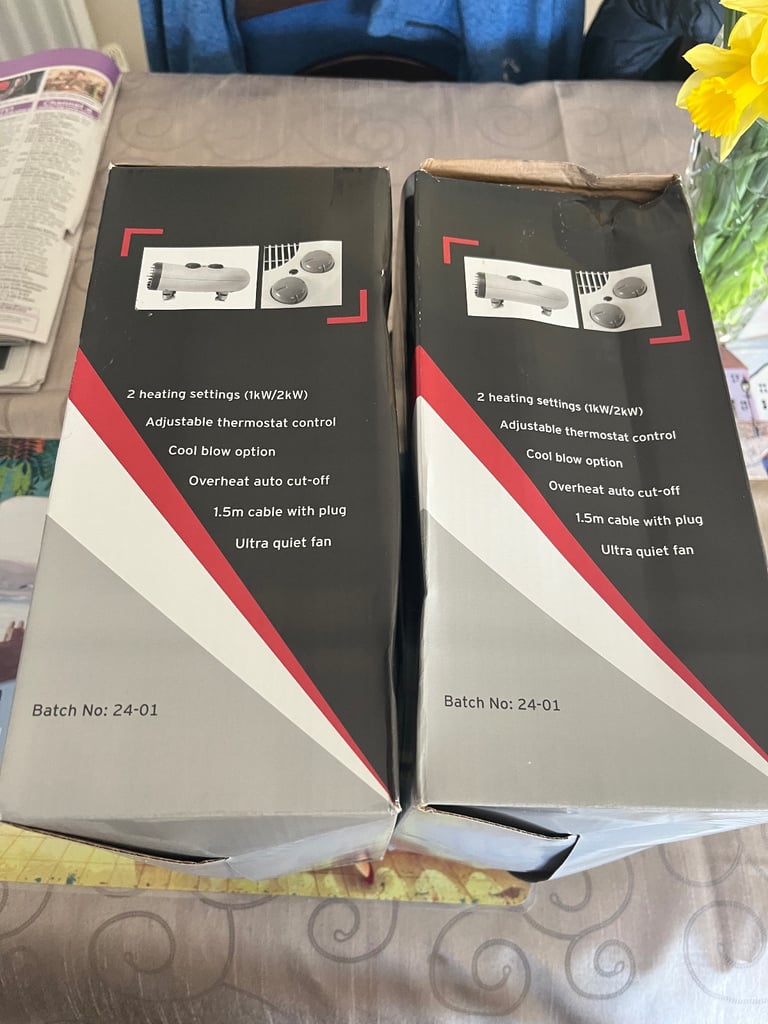 2 heating settings (1kW/2kW)
Adjustable thermostat control
Cool blow option
Overheat auto cut-off
1.5m cable with plug
Ultra quiet fan
Batch No: 24-01
2 heating settings (1kW/2kW)
Adjustable thermostat control
Cool blow option
Overheat auto cut-off
1.5m cable with plug
Ultra quiet fan
Batch No: 24-01